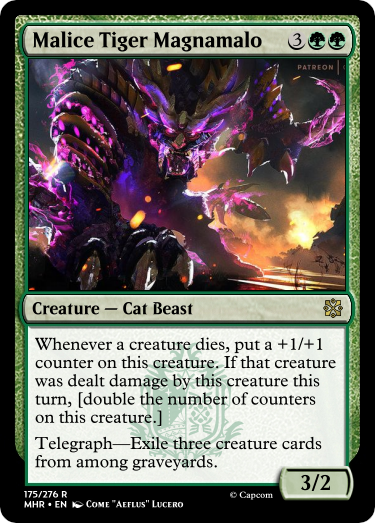 Malice Tiger Magnamalo 3
PATREON
Creature — Cat Beast
Whenever a creature dies, put a +1/+1
counter on this creature. If that creature
was dealt damage by this creature this
turn, [double the number of counters
on this creature.]
Telegraph—Exile three creature cards
from among graveyards.
3/2
175/276 R
MHR • EN Come "Aeflus" Lucero
© Capcom